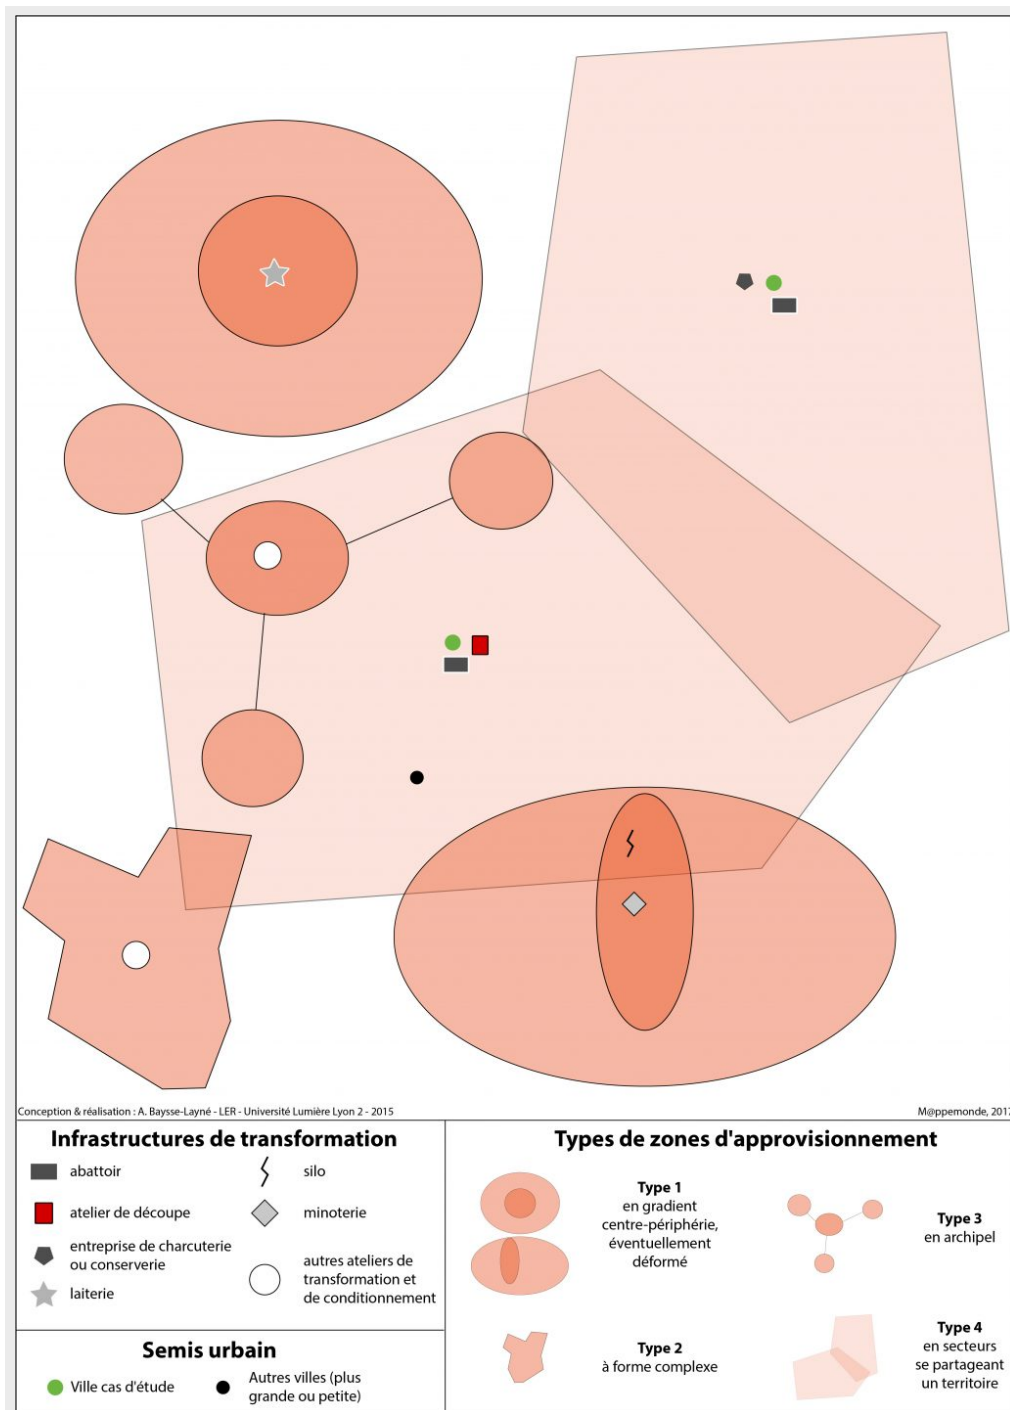 Conception & réalisation : A. Baysse-Layné - LER - Université Lumière Lyon 2 - 2015
M@ppemonde, 2017
Infrastructures de transformation
abattoir
atelier de découpe
entreprise de charcuterie
ou conserverie
laiterie
silo
minoterie
autres ateliers de
transformation et
de conditionnement
Semis urbain
Ville cas d'étude
Autres villes (plus
grande ou petite)
Types de zones d'approvisionnement
Type 1
en gradient
centre-périphérie,
éventuellement
déformé
Type 3
en archipel
Type 2
à forme complexe
Type 4
en secteurs
se partageant
un territoire